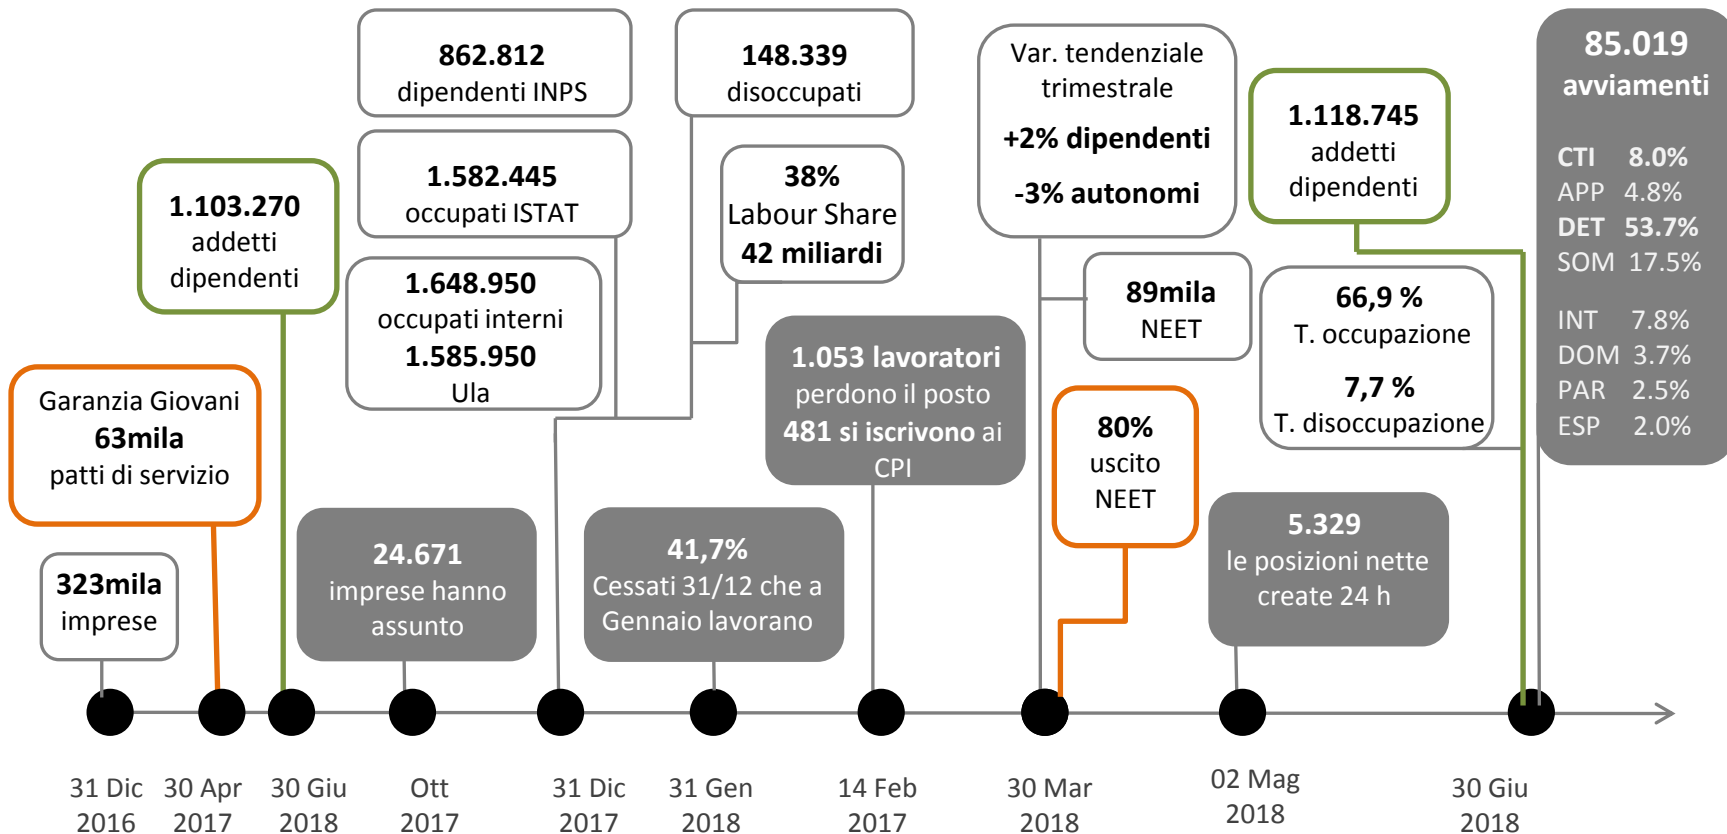 862.812
dipendenti INPS
148.339
disoccupati
Var. tendenziale
trimestrale
+2% dipendenti
-3% autonomi
1.118.745
addetti
dipendenti
85.019
avviamenti
CTI 8.0%
APP 4.8%
DET 53.7%
SOM 17.5%
INT 7.8%
DOM 3.7%
PAR 2.5%
ESP 2.0%
1.103.270
addetti
dipendenti
1.582.445
occupati ISTAT
38%
Labour Share
42 miliardi
1.648.950
occupati interni
1.585.950
Ula
89mila
NEET
66,9 %
T. occupazione
7,7 %
T. disoccupazione
Garanzia Giovani
63mila
patti di servizio
1.053 lavoratori
perdono il posto
481 si iscrivono ai
CPI
80%
uscito
NEET
323mila
imprese
24.671
imprese hanno
assunto
41,7%
Cessati 31/12 che a
Gennaio lavorano
5.329
le posizioni nette
create 24 h
31 Dic
2016
30 Apr
2017
30 Giu
2018
Ott
2017
31 Dic
2017
31 Gen
2018
14 Feb
2017
30 Mar
2018
02 Mag
2018
30 Giu
2018